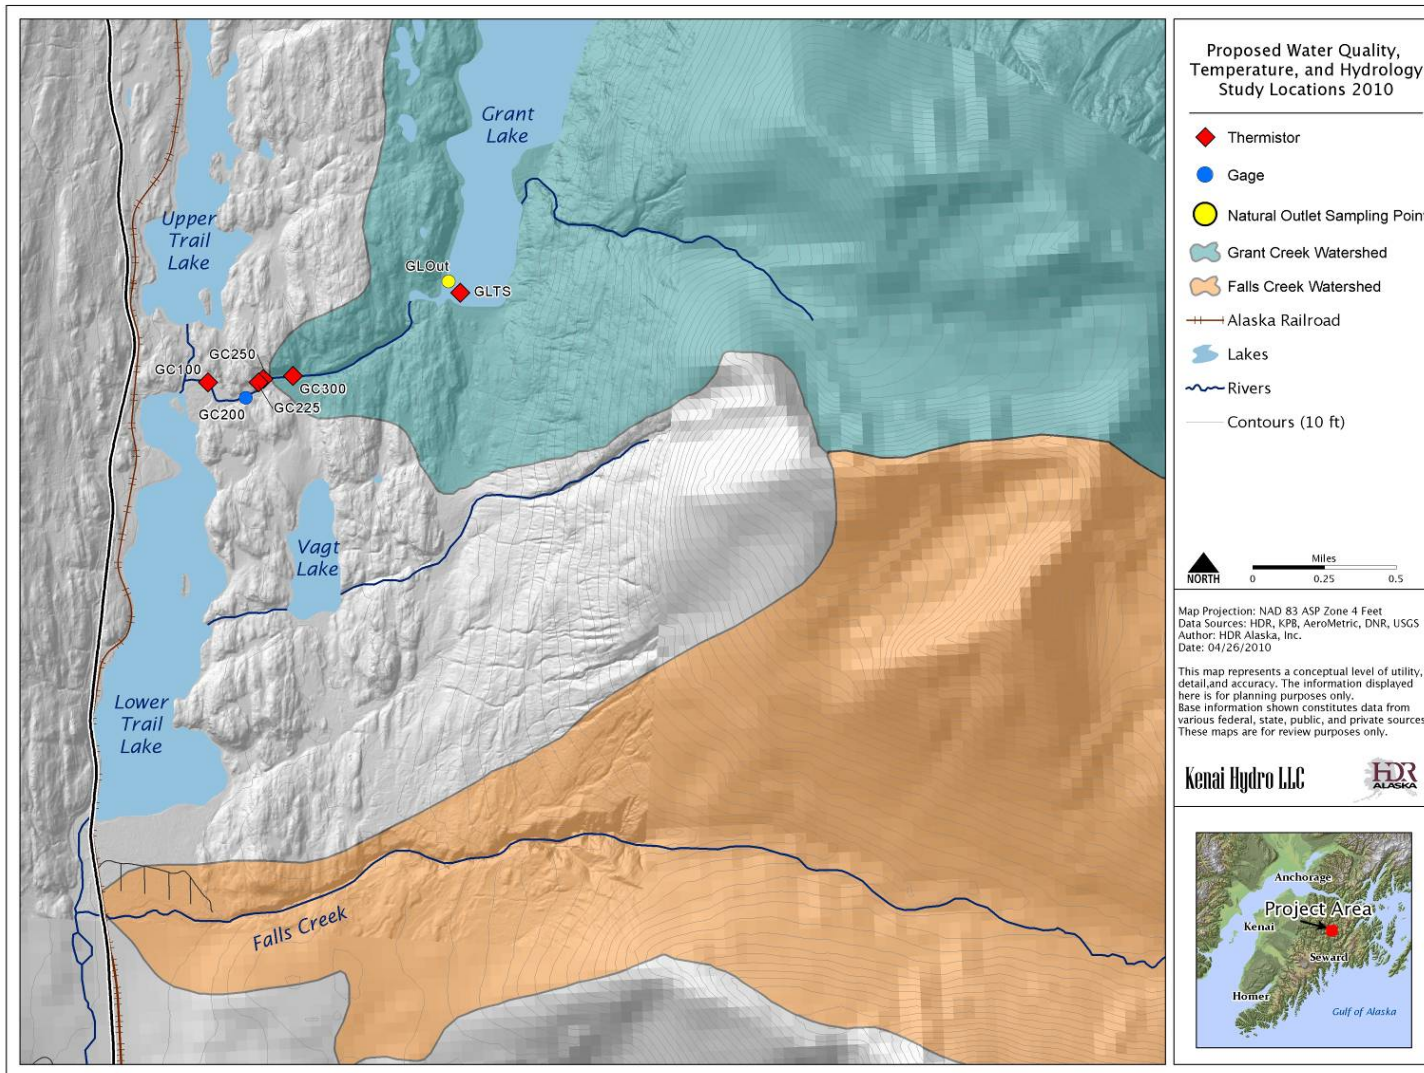 Grant
Lake
Upper
Trail
Lake
GLOut
GLTS
GC250
GC100
GC300
GC200
GC225
Vagt
Lake
Lower
Trail
Lake
Falls Creek
Proposed Water Quality,
Temperature, and Hydrology
Study Locations 2010
Thermistor
Gage
Natural Outlet Sampling Point
Grant Creek Watershed
Falls Creek Watershed
Alaska Railroad
Lakes
Rivers
Contours (10 ft)
NORTH
Miles
0 0.25 0.5
Map Projection: NAD 83 ASP Zone 4 Feet
Data Sources: HDR, KPB, AeroMetric, DNR, USGS
Author: HDR Alaska, Inc.
Date: 04/26/2010
This map represents a conceptual level of utility,
detail,and accuracy. The information displayed
here is for planning purposes only.
Base information shown constitutes data from
various federal, state, public, and private sources
These maps are for review purposes only.
Kenai Hydro LLC
HDR
ALASKA
Anchorage
Project Area
Kenai
Seward
Homer
Gulf of Alaska